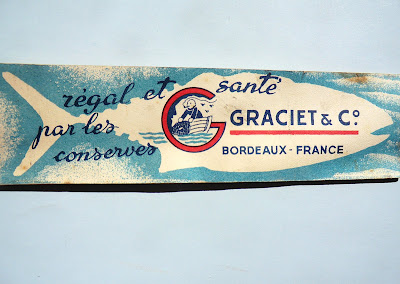 régal et santé
par les
conserves
GRACIET & Cº
BORDEAUX - FRANCE